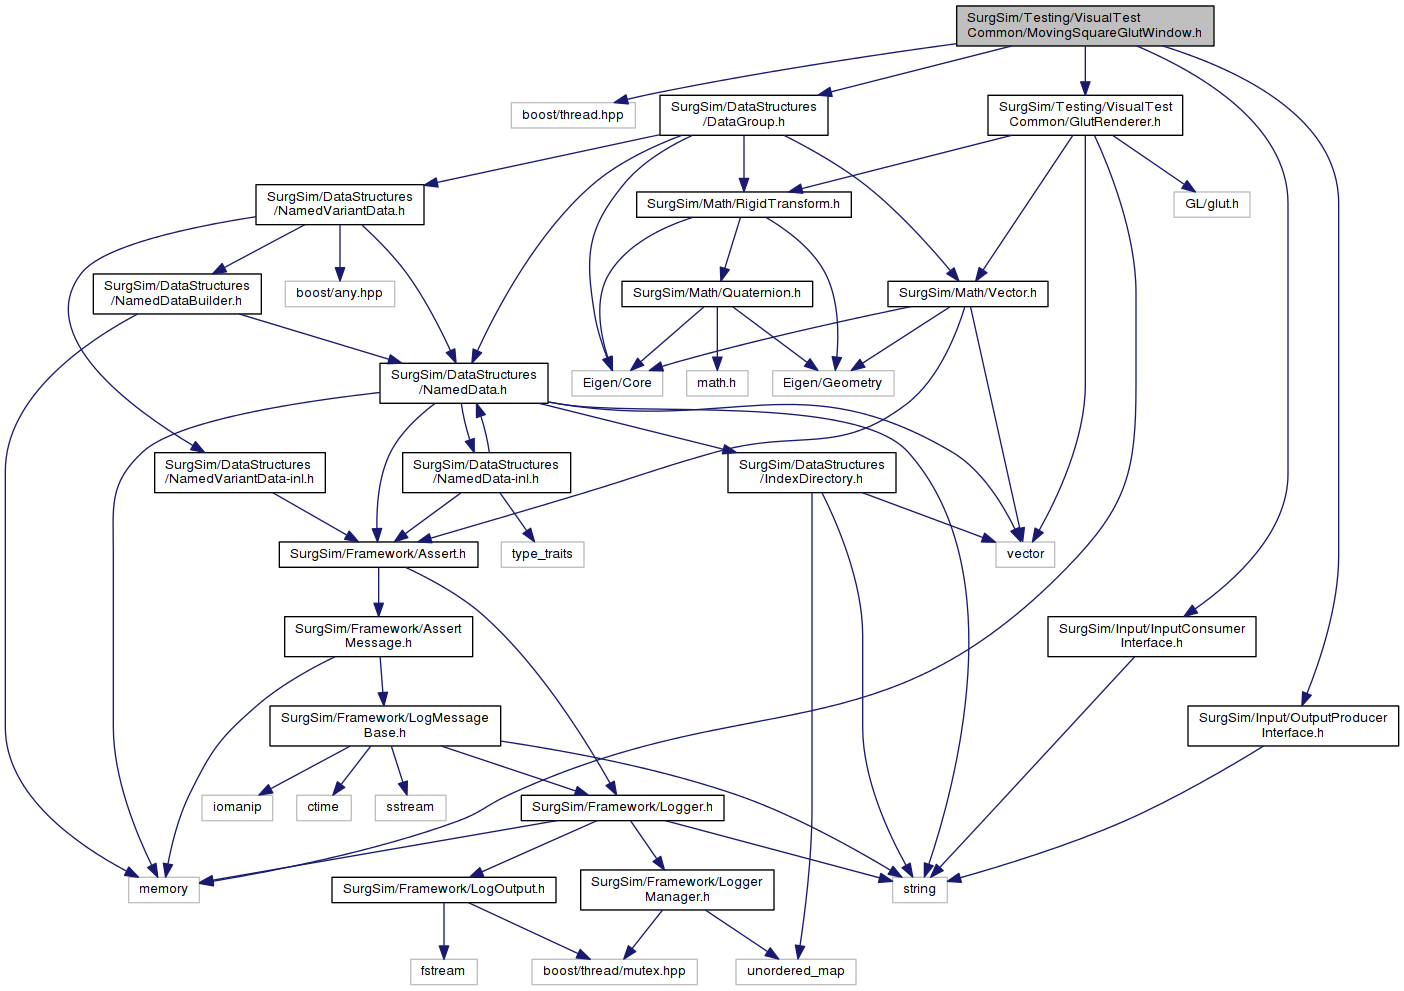 SurgSim/Testing/VisualTest
Common/MovingSquareGlutWindow.h
boost/thread.hpp
SurgSim/DataStructures
/DataGroup.h
SurgSim/Testing/VisualTest
Common/GlutRenderer.h
SurgSim/DataStructures
/NamedVariantData.h
SurgSim/Math/RigidTransform.h
GL/glut.h
SurgSim/DataStructures
/NamedDataBuilder.h
boost/any.hpp
SurgSim/Math/Quaternion.h
SurgSim/Math/Vector.h
SurgSim/DataStructures
/NamedData.h
Eigen/Core
math.h
Eigen/Geometry
SurgSim/DataStructures
/NamedVariantData-inl.h
SurgSim/DataStructures
/NamedData-inl.h
SurgSim/DataStructures
/IndexDirectory.h
SurgSim/Framework/Assert.h
type_traits
vector
SurgSim/Framework/Assert
Message.h
SurgSim/Input/InputConsumer
Interface.h
SurgSim/Framework/LogMessage
Base.h
SurgSim/Input/OutputProducer
Interface.h
iomanip
ctime
sstream
SurgSim/Framework/Logger.h
memory
SurgSim/Framework/LogOutput.h
SurgSim/Framework/Logger
Manager.h
string
fstream
boost/thread/mutex.hpp
unordered_map